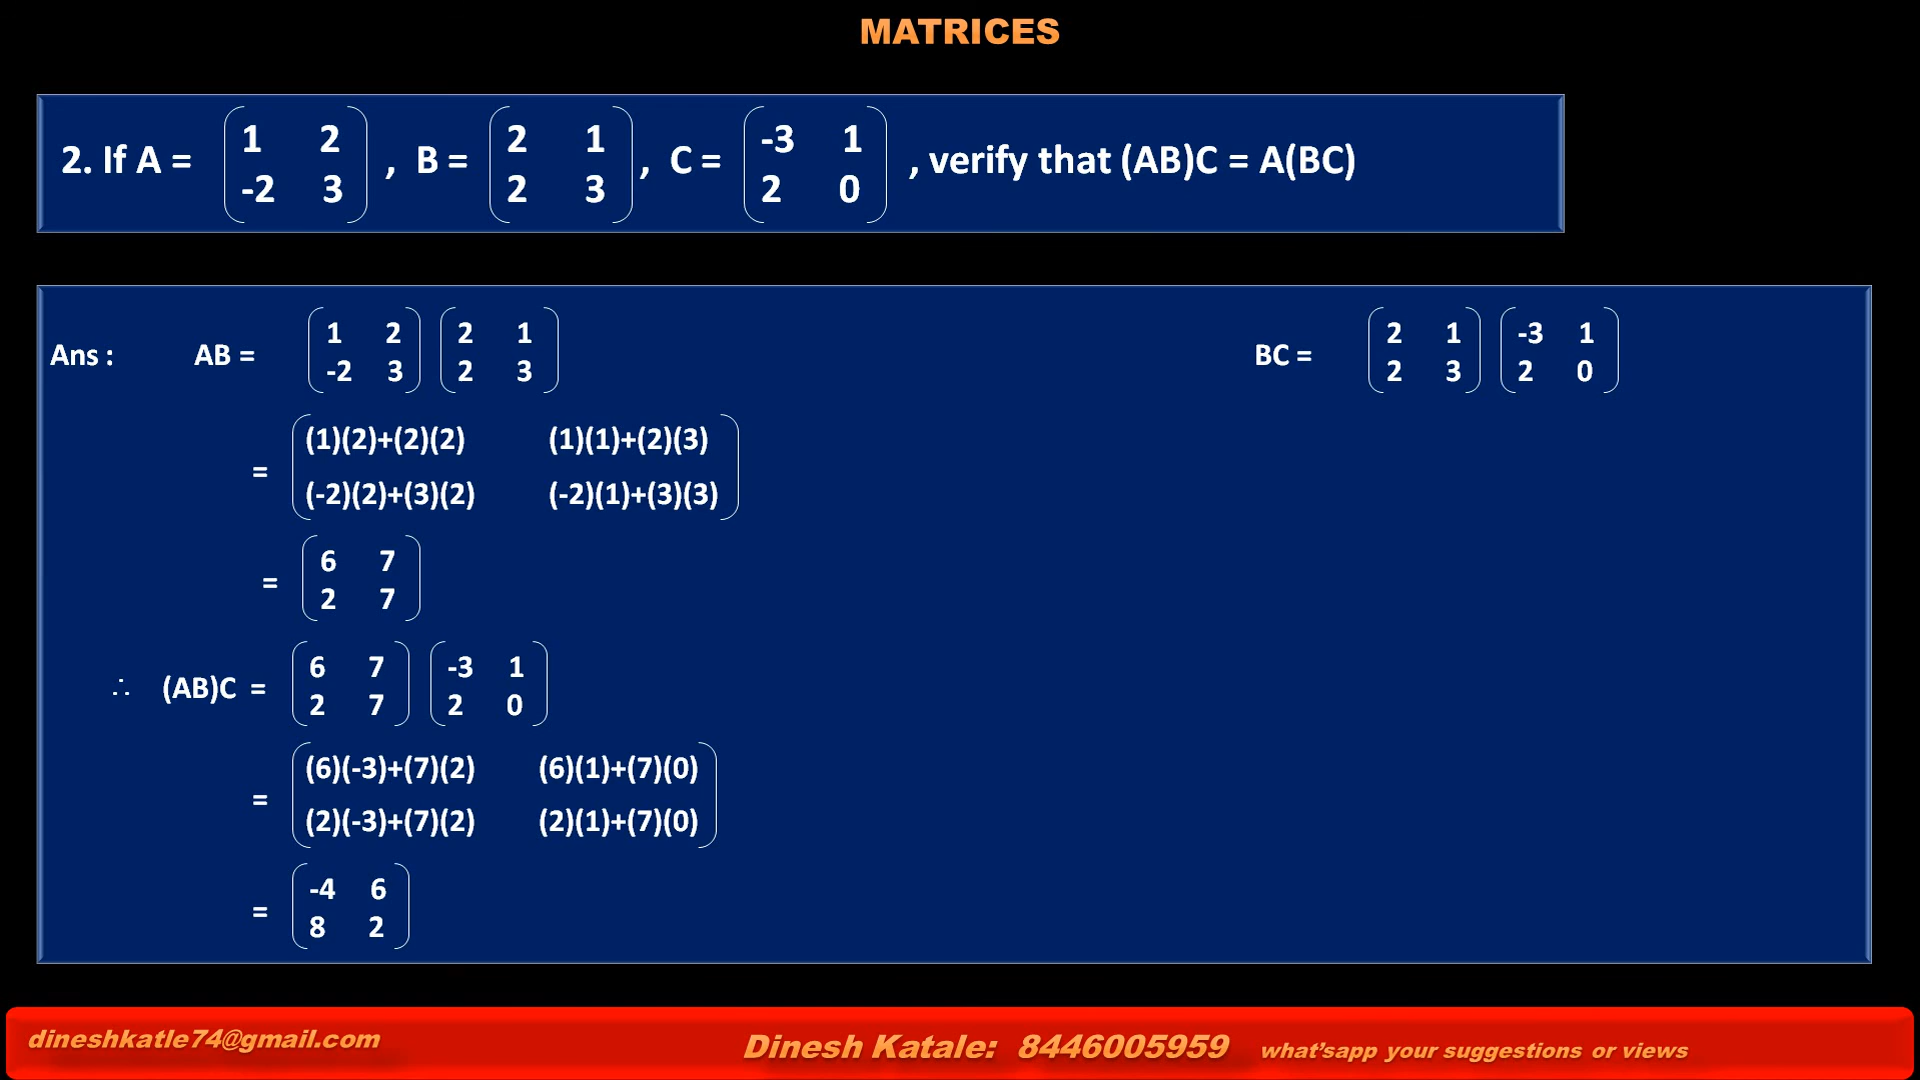 MATRICES
2. If A = 1 2 , B = 2 1 , C = -3 1 , verify that (AB)C = A(BC)
-2 3 2 3 2 0
Ans : AB = 1 2 2 1
-2 3 2 3
= (1)(2)+(2)(2) (1)(1)+(2)(3)
(-2)(2)+(3)(2) (-2)(1)+(3)(3)
= 6 7
2 7
∴ (AB)C = 6 7 -3 1
2 7 2 0
= (6)(-3)+(7)(2) (6)(1)+(7)(0)
(2)(-3)+(7)(2) (2)(1)+(7)(0)
= -4 6
8 2
BC = 2 1 -3 1
2 3 2 0
dineshkatle74@gmail.com Dinesh Katale: 8446005959 what'sapp your suggestions or views